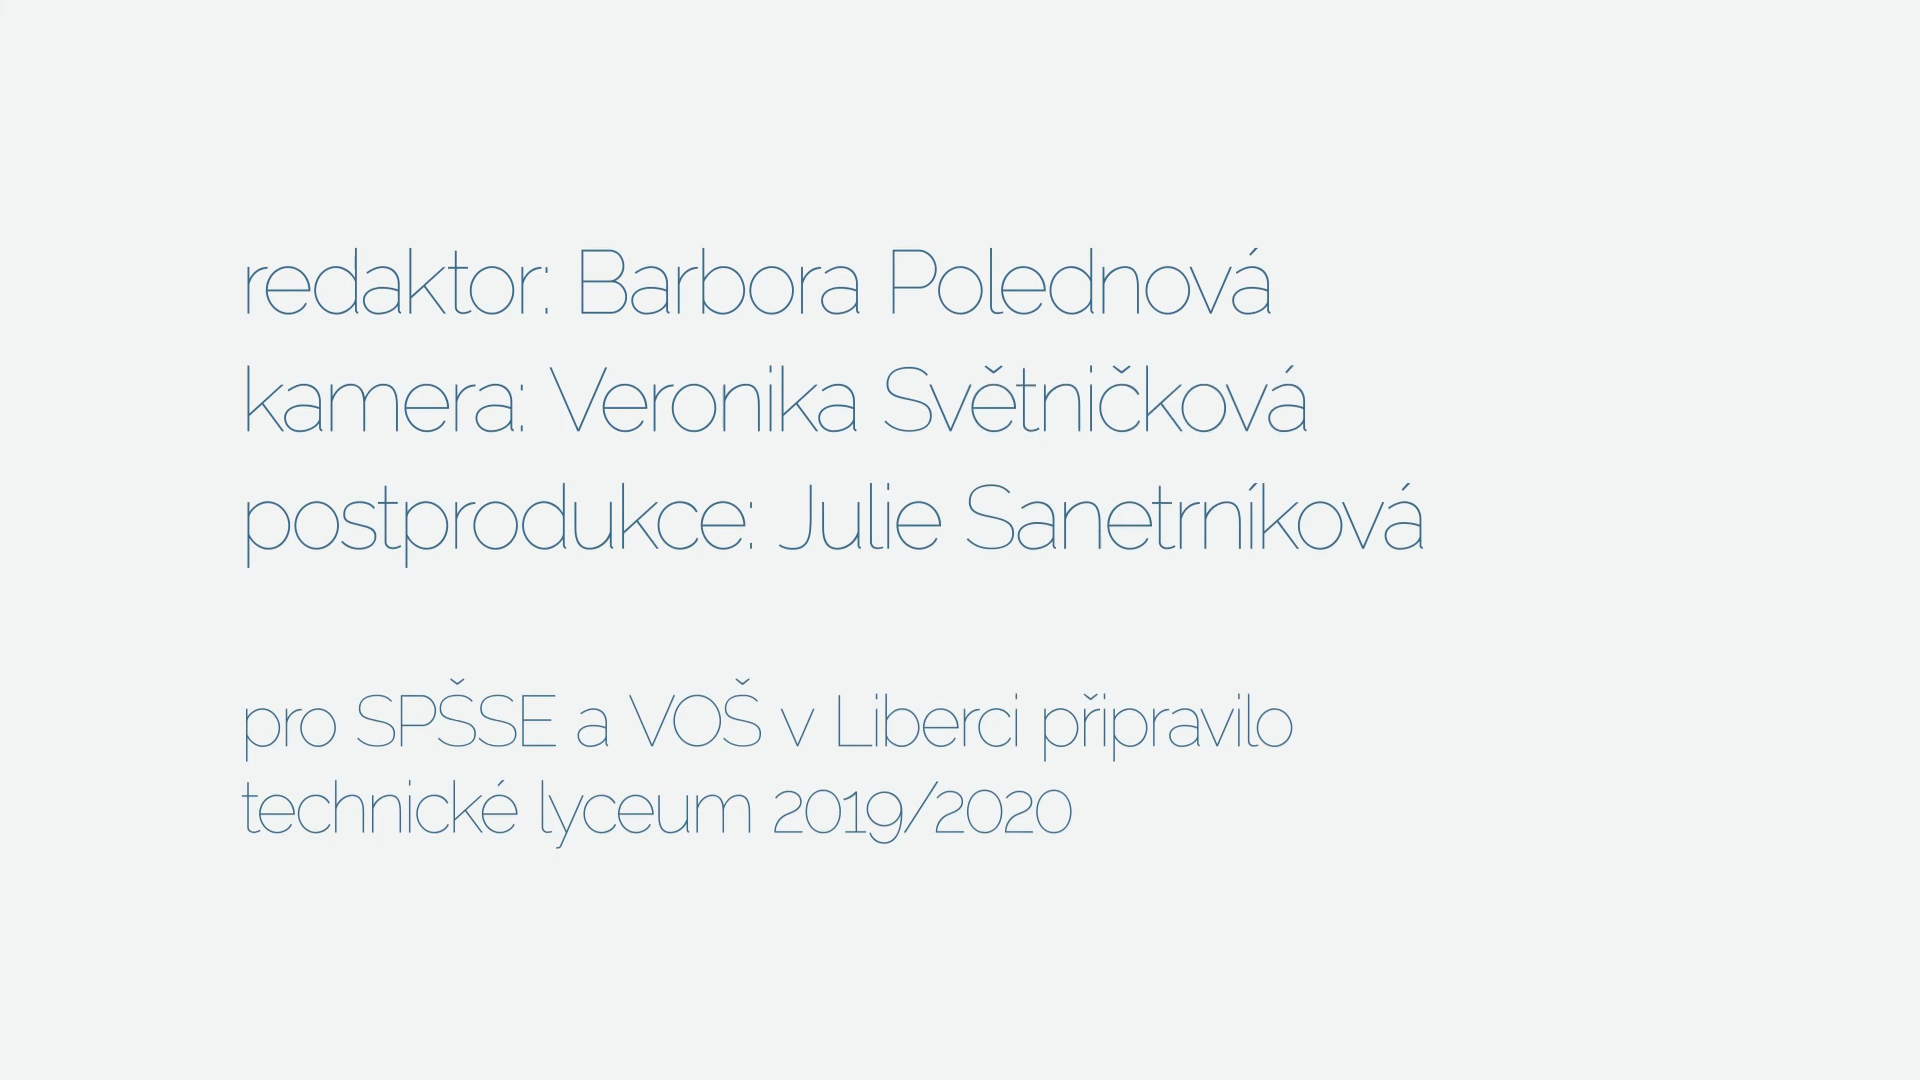 redaktor: Barbora Polednová
kamera: Veronika Světničková
postprodukce: Julie Sanetrníková
pro SPŠSE a VOŠ v Liberci připravilo
technické lyceum 2019/2020